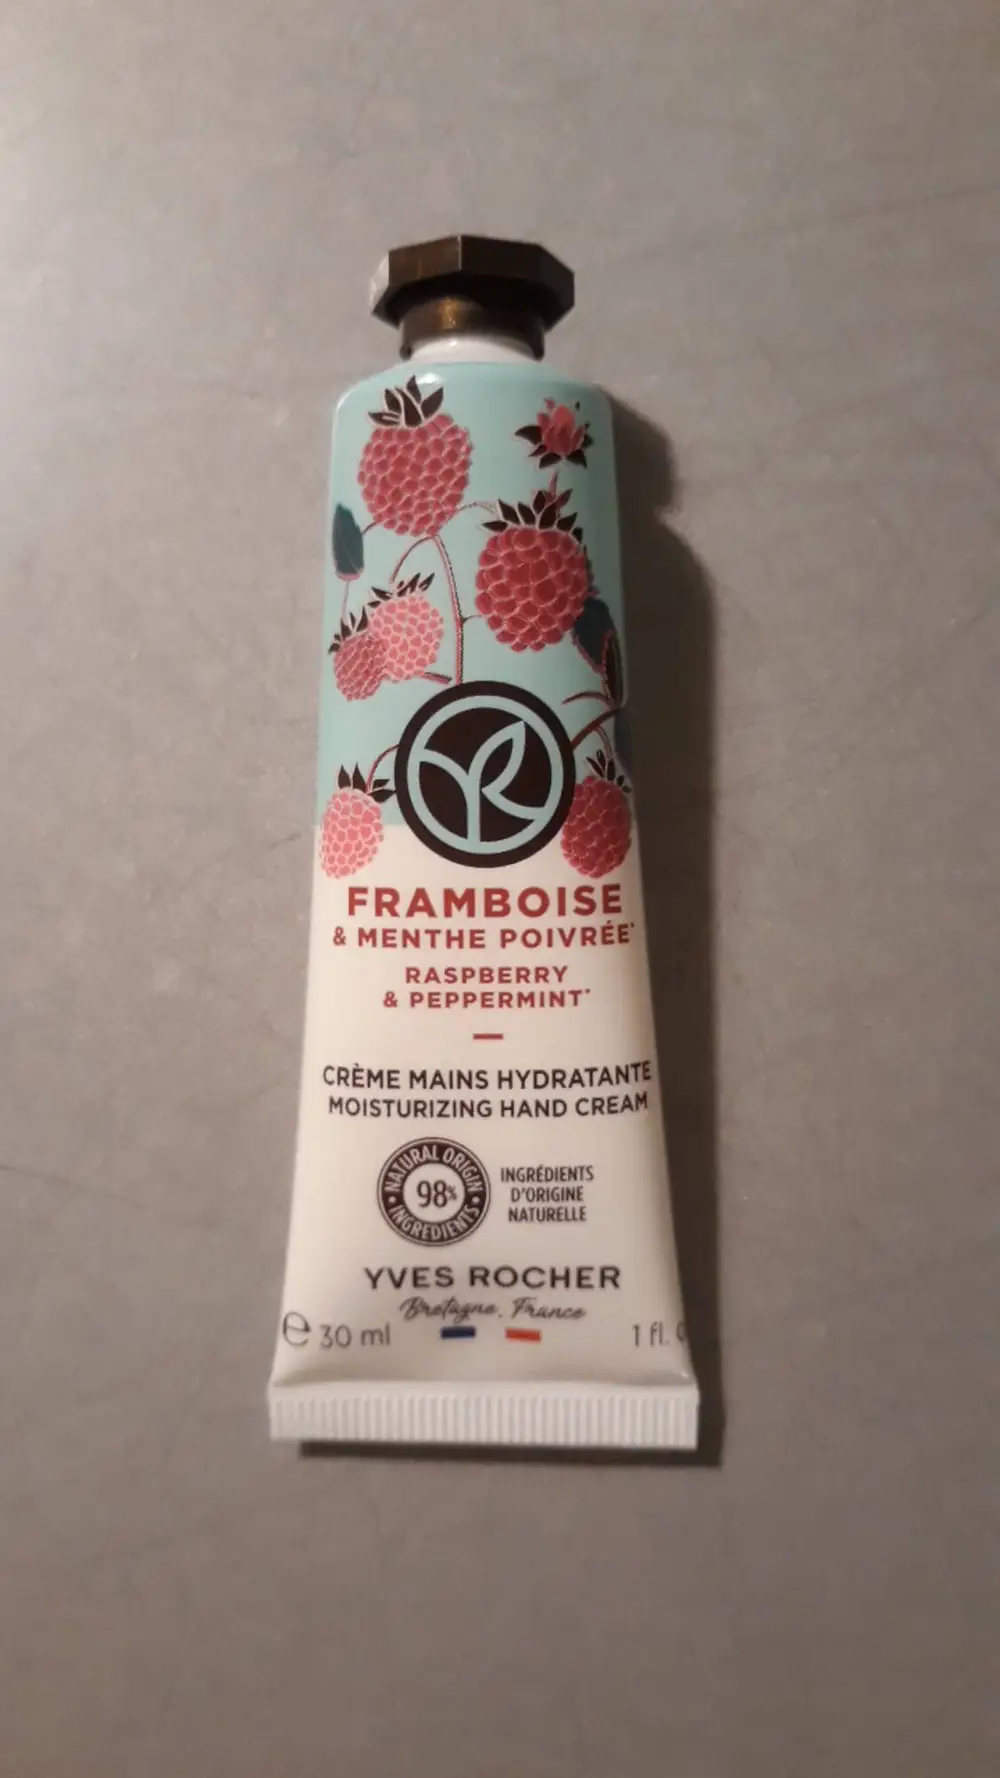 FRAMBOISE
& MENTHE POIVRÉE*
RASPBERRY
& PEPPERMINT*
CRÈME MAINS HYDRATANTE
MOISTURIZING HAND CREAM
NATURAL ORIGIN
98%
INGREDIENTS
INGRÉDIENTS
D'ORIGINE
NATURELLE
YVES ROCHER
Bretagne, France
e 30 ml 1 fl.